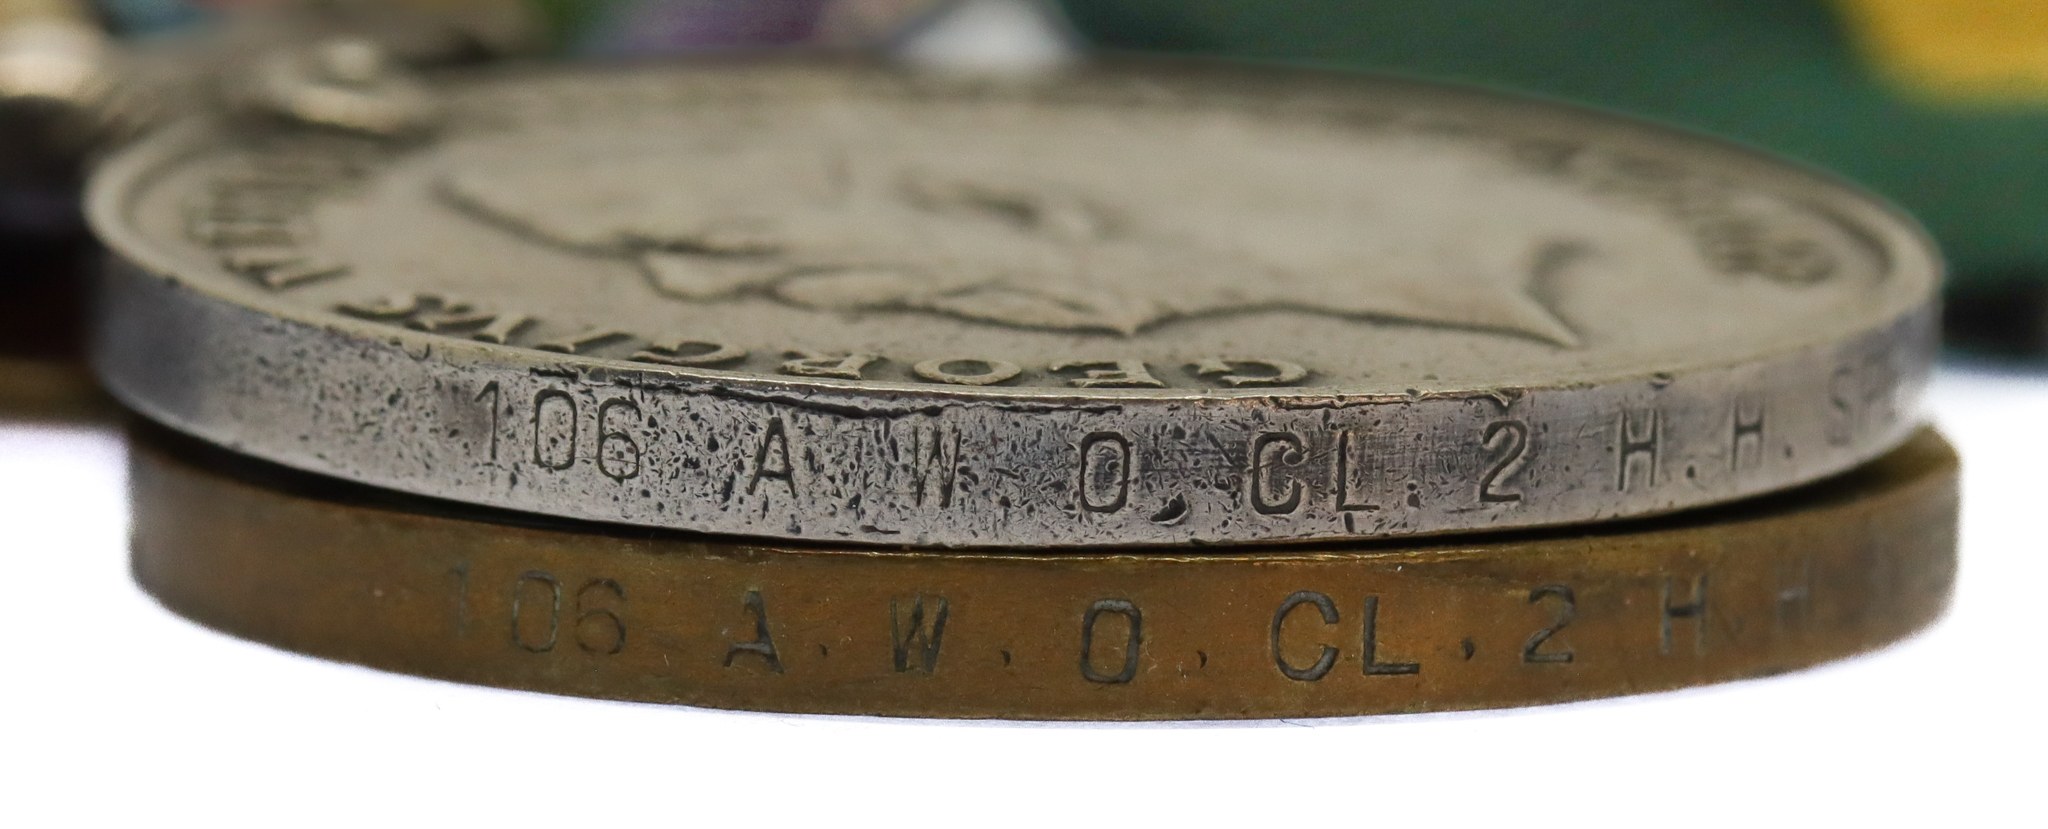 GEORGIVS
106 A W O CL 2 H. H.
106 A. W. O. CL. 2 H. H.